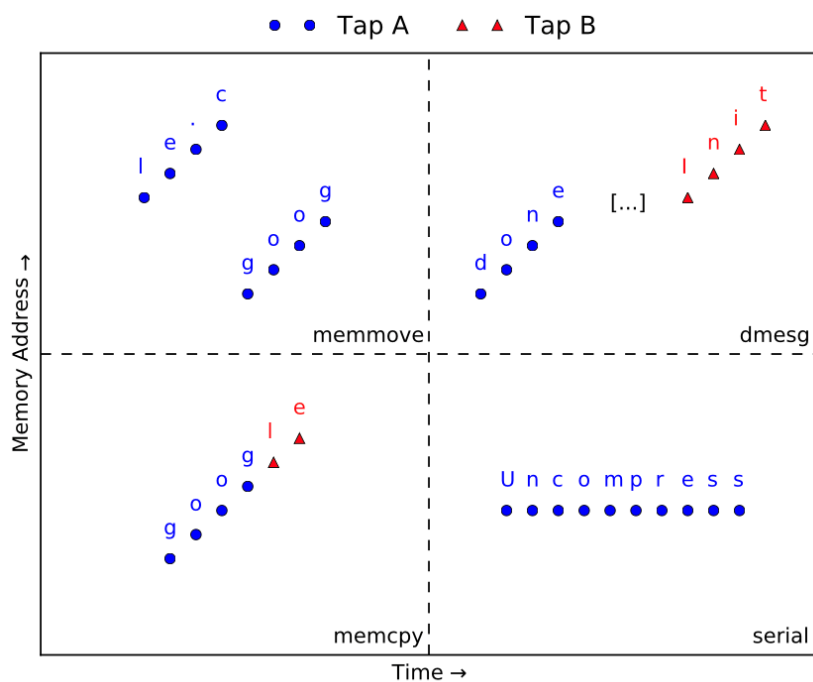 Tap A Tap B
l e . c
g o o g
memmove
d o n e
[...]
I n i t
dmesg
g o o g l e
memcpy
U n c o m p r e s s
serial
Memory Address →
Time →